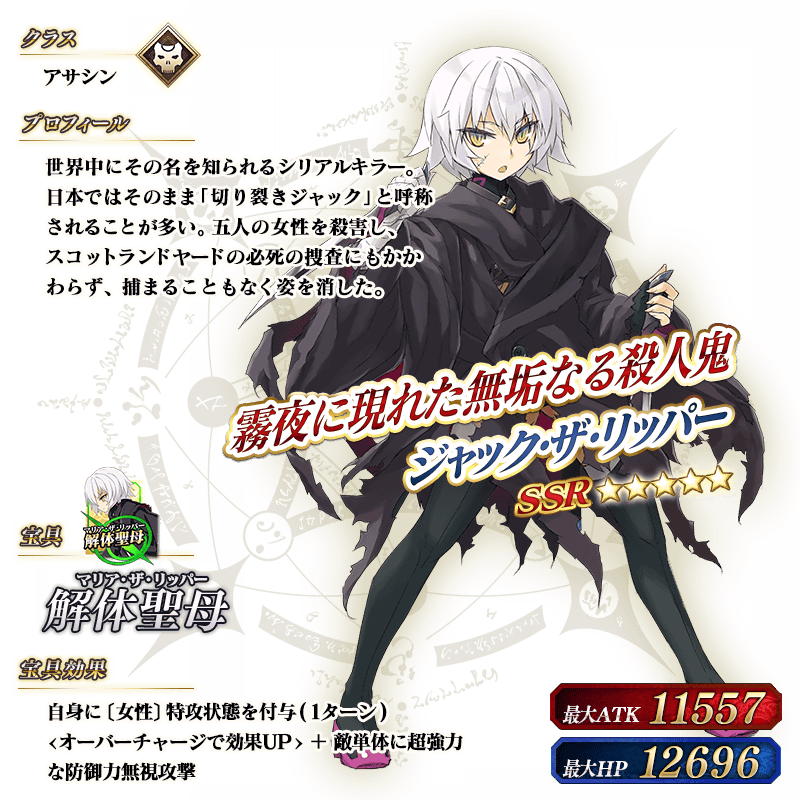 クラス
アサシン
プロフィール
世界中にその名を知られるシリアルキラー。
日本ではそのまま「切り裂きジャック」と呼称
されることが多い。五人の女性を殺害し、
スコットランドヤードの必死の捜査にもかか
わらず、捕まることもなく姿を消した。
霧夜に現れた無垢なる殺人鬼
ジャック・ザ・リッパー
SSR ★★★★★
宝具
マリア・ザ・リッパー
解体聖母
マリア・ザ・リッパー
解体聖母
宝具効果
自身に〔女性〕特攻状態を付与(1ターン)
<オーバーチャージで効果UP> ＋ 敵単体に超強力
な防御力無視攻撃
最大ATK 11557
最大HP 12696